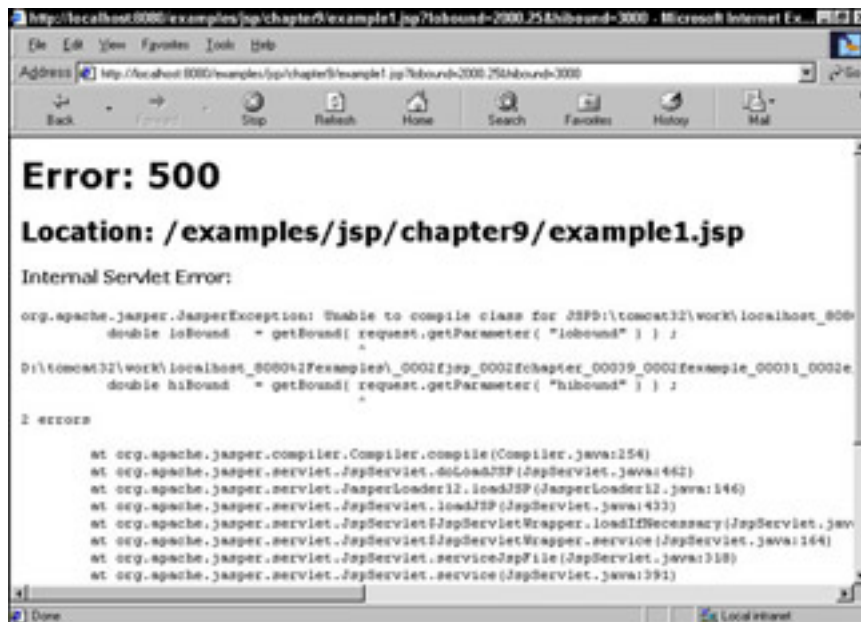 http://localhost:8080/examples/jsp/chapter9/example1.jsp?lobound=2000.25&hibound=3000 - Microsoft Internet Ex...
File Edit View Favorites Tools Help
Address http://localhost:8080/examples/jsp/chapter9/example1.jsp?lobound=2000.25&hibound=3000 Go
Back Forward Stop Refresh Home Search Favorites History Mail
Error: 500
Location: /examples/jsp/chapter9/example1.jsp
Internal Servlet Error:
org.apache.jasper.JasperException: Unable to compile class for JSPD:\tomcat32\work\localhost_808
double loBound = getBound( request.getParameter( "lobound" ) ) ;
^
D:\tomcat32\work\localhost_8080%2Fexamples\_0002fjsp_0002fchapter_00039_0002fexample_00031_0002e
double hiBound = getBound( request.getParameter( "hibound" ) ) ;
^
2 errors
at org.apache.jasper.compiler.Compiler.compile(Compiler.java:254)
at org.apache.jasper.servlet.JspServlet.doLoadJSP(JspServlet.java:462)
at org.apache.jasper.servlet.JasperLoader12.loadJSP(JasperLoader12.java:146)
at org.apache.jasper.servlet.JspServlet.loadJSP(JspServlet.java:433)
at org.apache.jasper.servlet.JspServlet$JspServletWrapper.loadIfNecessary(JspServlet.jav
at org.apache.jasper.servlet.JspServlet$JspServletWrapper.service(JspServlet.java:164)
at org.apache.jasper.servlet.JspServlet.serviceJspFile(JspServlet.java:318)
at org.apache.jasper.servlet.JspServlet.service(JspServlet.java:391)
Done Local intranet